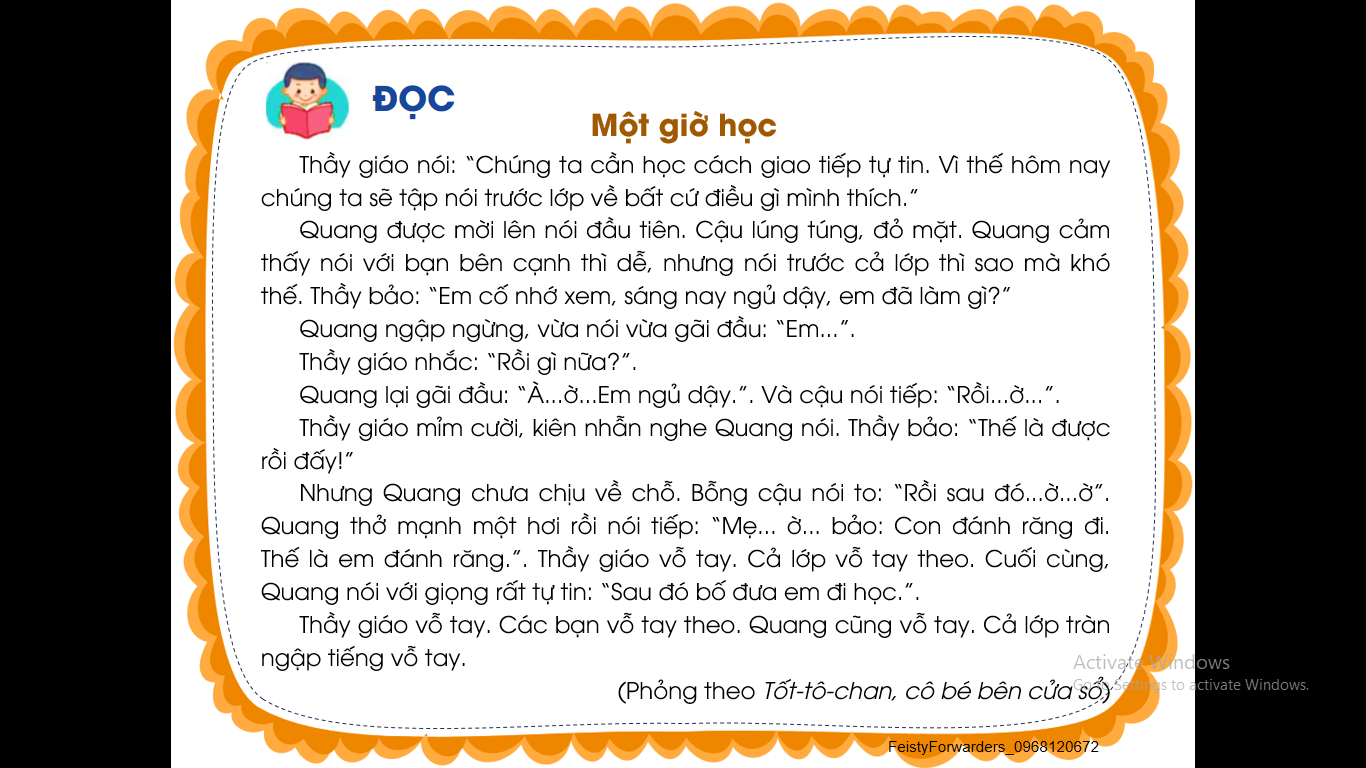 ĐỌC
Một giờ học
Thầy giáo nói: “Chúng ta cần học cách giao tiếp tự tin. Vì thế hôm nay
chúng ta sẽ tập nói trước lớp về bất cứ điều gì mình thích.”
Quang được mời lên nói đầu tiên. Cậu lúng túng, đỏ mặt. Quang cảm
thấy nói với bạn bên cạnh thì dễ, nhưng nói trước cả lớp thì sao mà khó
thế. Thầy bảo: “Em cố nhớ xem, sáng nay ngủ dậy, em đã làm gì?”
Quang ngập ngừng, vừa nói vừa gãi đầu: “Em...”.
Thầy giáo nhắc: “Rồi gì nữa?”.
Quang lại gãi đầu: “À...ờ...Em ngủ dậy.”. Và cậu nói tiếp: “Rồi...ờ...”.
Thầy giáo mỉm cười, kiên nhẫn nghe Quang nói. Thầy bảo: “Thế là được
rồi đấy!”
Nhưng Quang chưa chịu về chỗ. Bỗng cậu nói to: “Rồi sau đó...ờ...ờ”.
Quang thở mạnh một hơi rồi nói tiếp: “Mẹ... ờ... bảo: Con đánh răng đi.
Thế là em đánh răng.”. Thầy giáo vỗ tay. Cả lớp vỗ tay theo. Cuối cùng,
Quang nói với giọng rất tự tin: “Sau đó bố đưa em đi học.”.
Thầy giáo vỗ tay. Các bạn vỗ tay theo. Quang cũng vỗ tay. Cả lớp tràn
ngập tiếng vỗ tay.
(Phỏng theo Tốt-tô-chan, cô bé bên cửa sổ)
Activate Windows
Go to Settings to activate Windows.
FeistyForwarders_0968120672